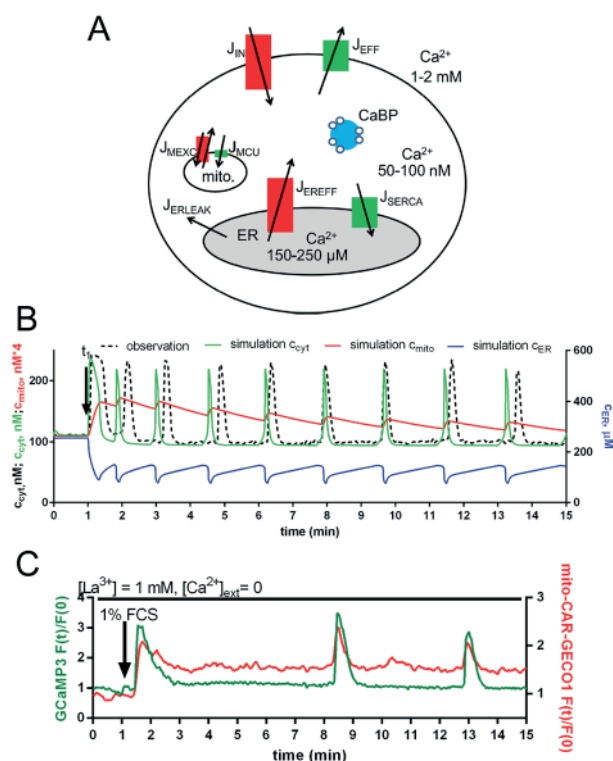 A
J_IN
J_EFF
Ca²⁺
1-2 mM
CaBP
J_MEXC
J_MCU
mito.
Ca²⁺
50-100 nM
J_EREFF
J_ERLEAK
J_SERCA
ER
Ca²⁺
150-250 µM
B
c_cyt,nM; c_cyt, nM;c_mito, nM*4
t
observation
simulation c_cyt
simulation c_mito
simulation c_ER
200
100
0
600
400
200
0
c_ER, µM
0 1 2 3 4 5 6 7 8 9 10 11 12 13 14 15
time (min)
C
[La³⁺] = 1 mM, [Ca²⁺]ext= 0
1% FCS
GCaMP3 F(t)/F(0)
4
3
2
1
0
3
2
1
mito-CAR-GECO1 F(t)/F(0)
0 1 2 3 4 5 6 7 8 9 10 11 12 13 14 15
time (min)